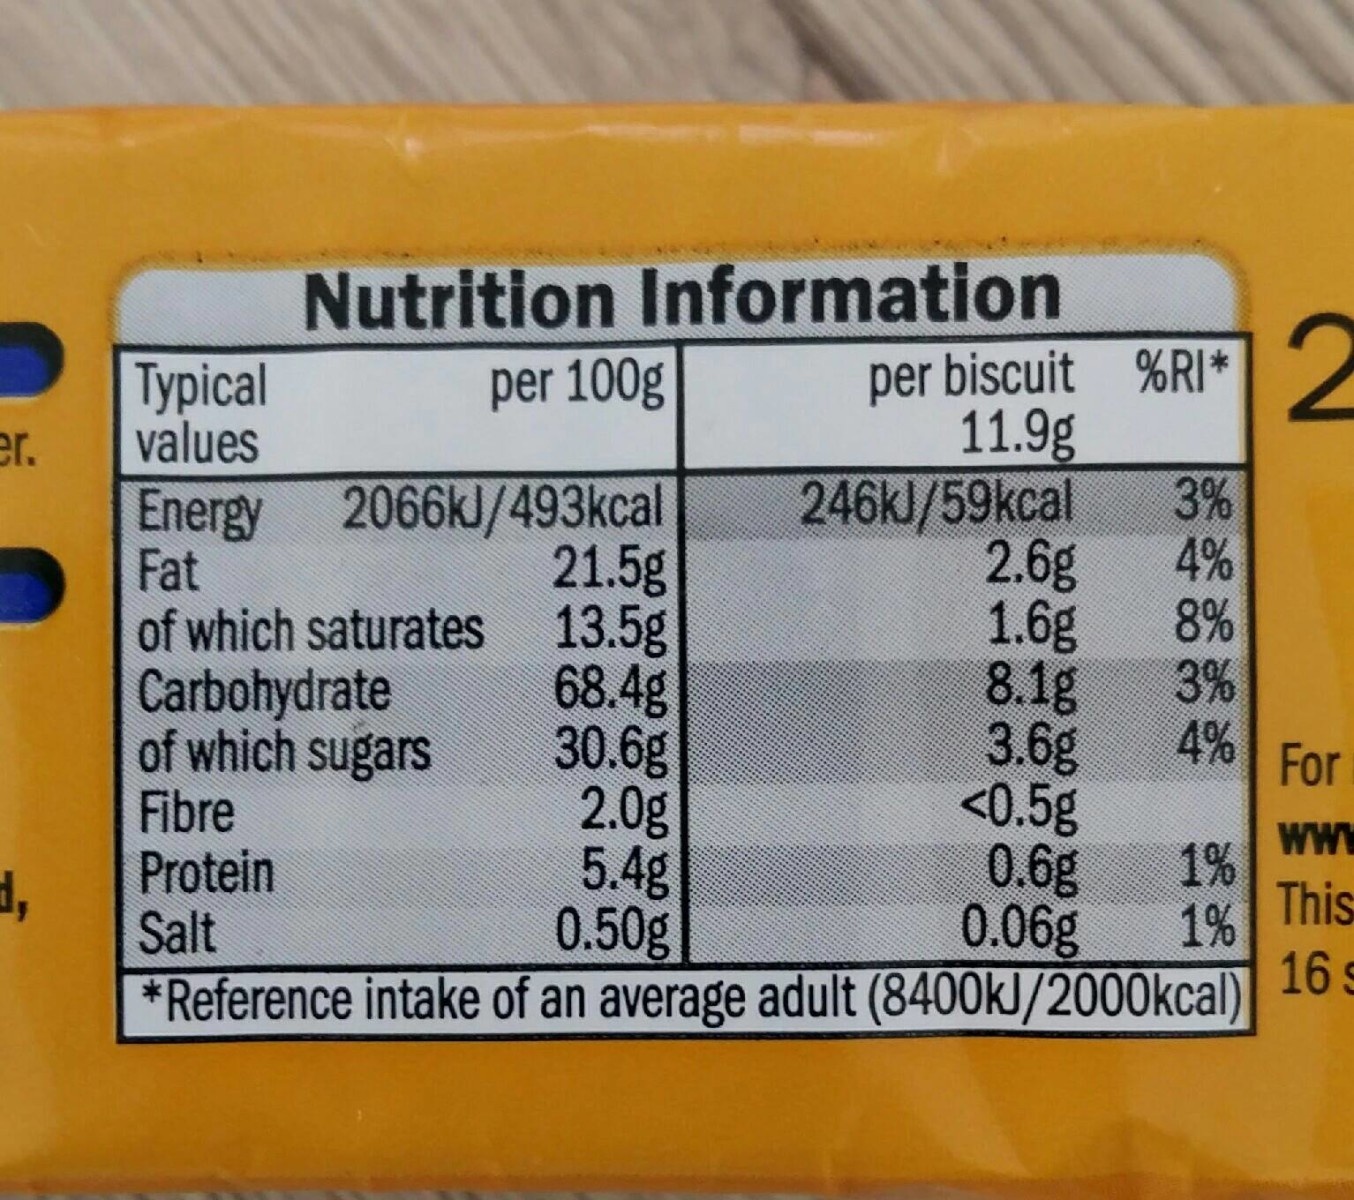 Nutrition Information
Typical values per 100g per biscuit 11.9g %RI*
Energy 2066kJ/493kcal 246kJ/59kcal 3%
Fat 21.5g 2.6g 4%
of which saturates 13.5g 1.6g 8%
Carbohydrate 68.4g 8.1g 3%
of which sugars 30.6g 3.6g 4%
Fibre 2.0g <0.5g
Protein 5.4g 0.6g 1%
Salt 0.50g 0.06g 1%
*Reference intake of an average adult (8400kJ/2000kcal)
er.
d,
2
For
www
This
16 s